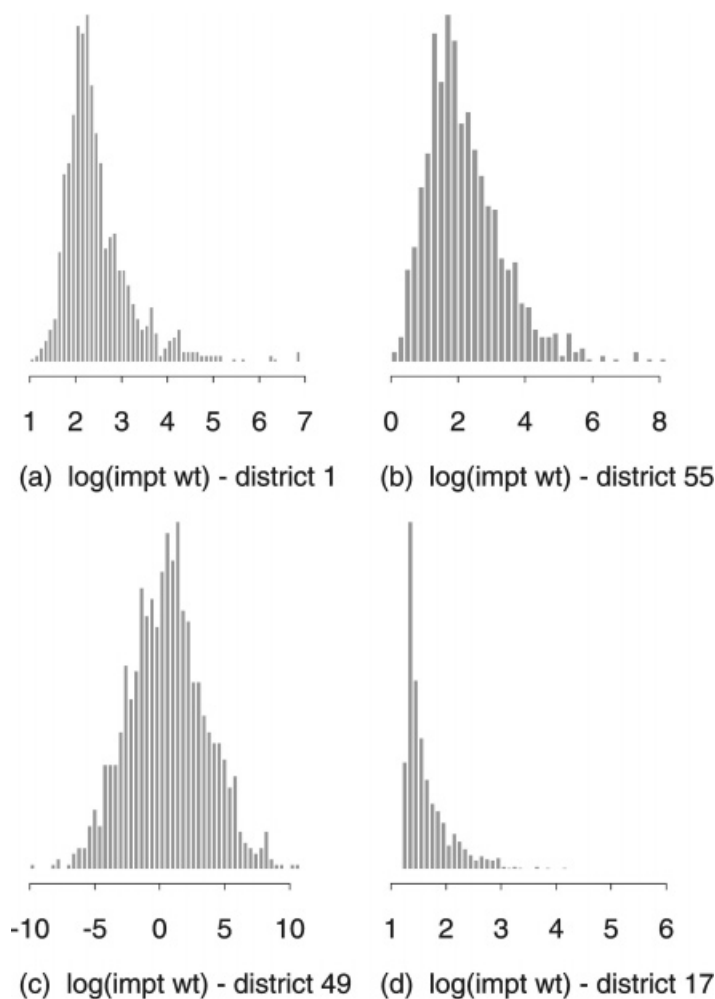 1 2 3 4 5 6 7
(a) log(impt wt) - district 1
0 2 4 6 8
(b) log(impt wt) - district 55
-10 -5 0 5 10
(c) log(impt wt) - district 49
1 2 3 4 5 6
(d) log(impt wt) - district 17